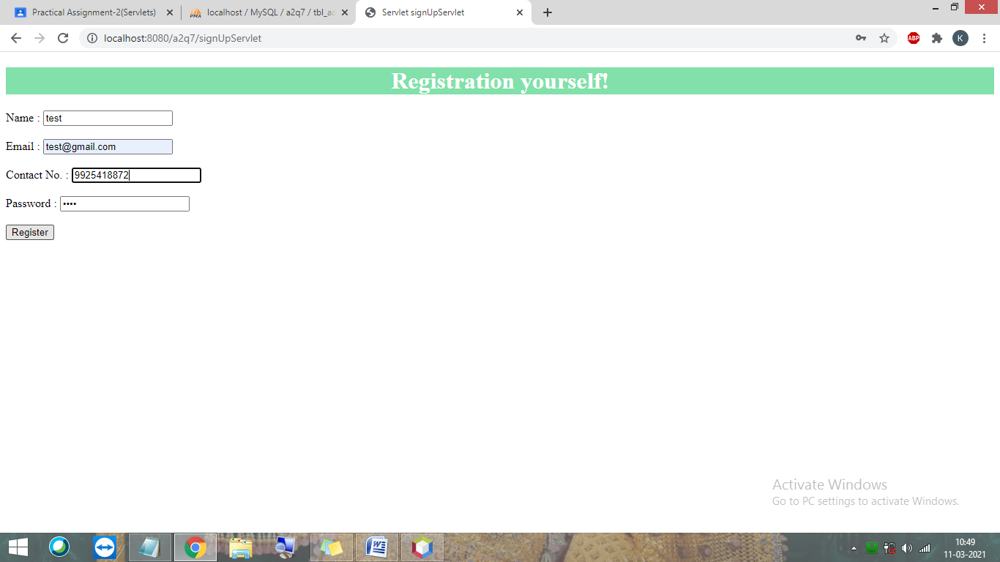 Practical Assignment-2(Servlets)
localhost / MySQL / a2q7 / tbl_ac
Servlet signUpServlet
localhost:8080/a2q7/signUpServlet
ABP
K
Registration yourself!
Name : test
Email : test@gmail.com
Contact No. : 9925418872
Password : ••••
Register
Activate Windows
Go to PC settings to activate Windows.
10:49
11-03-2021